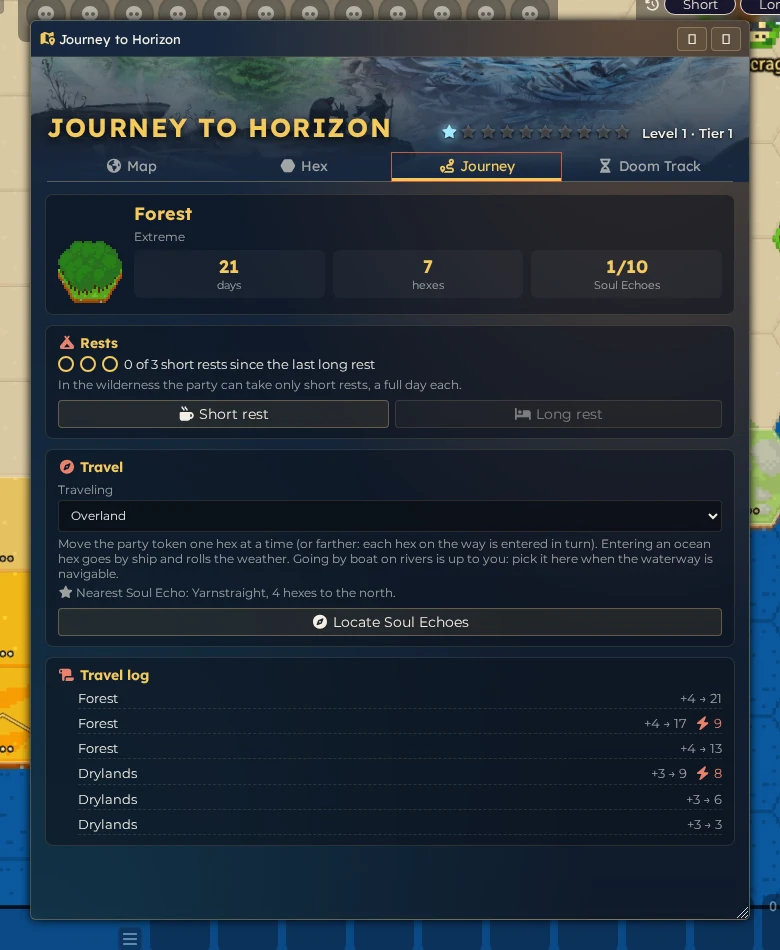 Short
Lon
Journey to Horizon
crag
JOURNEY TO HORIZON
Level 1 · Tier 1
Map
Hex
Journey
Doom Track
Forest
Extreme
21
days
7
hexes
1/10
Soul Echoes
Rests
0 of 3 short rests since the last long rest
In the wilderness the party can take only short rests, a full day each.
Short rest
Long rest
Travel
Traveling
Overland
Move the party token one hex at a time (or farther: each hex on the way is entered in turn). Entering an ocean
hex goes by ship and rolls the weather. Going by boat on rivers is up to you: pick it here when the waterway is
navigable.
Nearest Soul Echo: Yarnstraight, 4 hexes to the north.
Locate Soul Echoes
Travel log
Forest +4 → 21
Forest +4 → 17 9
Forest +4 → 13
Drylands +3 → 9 8
Drylands +3 → 6
Drylands +3 → 3
0